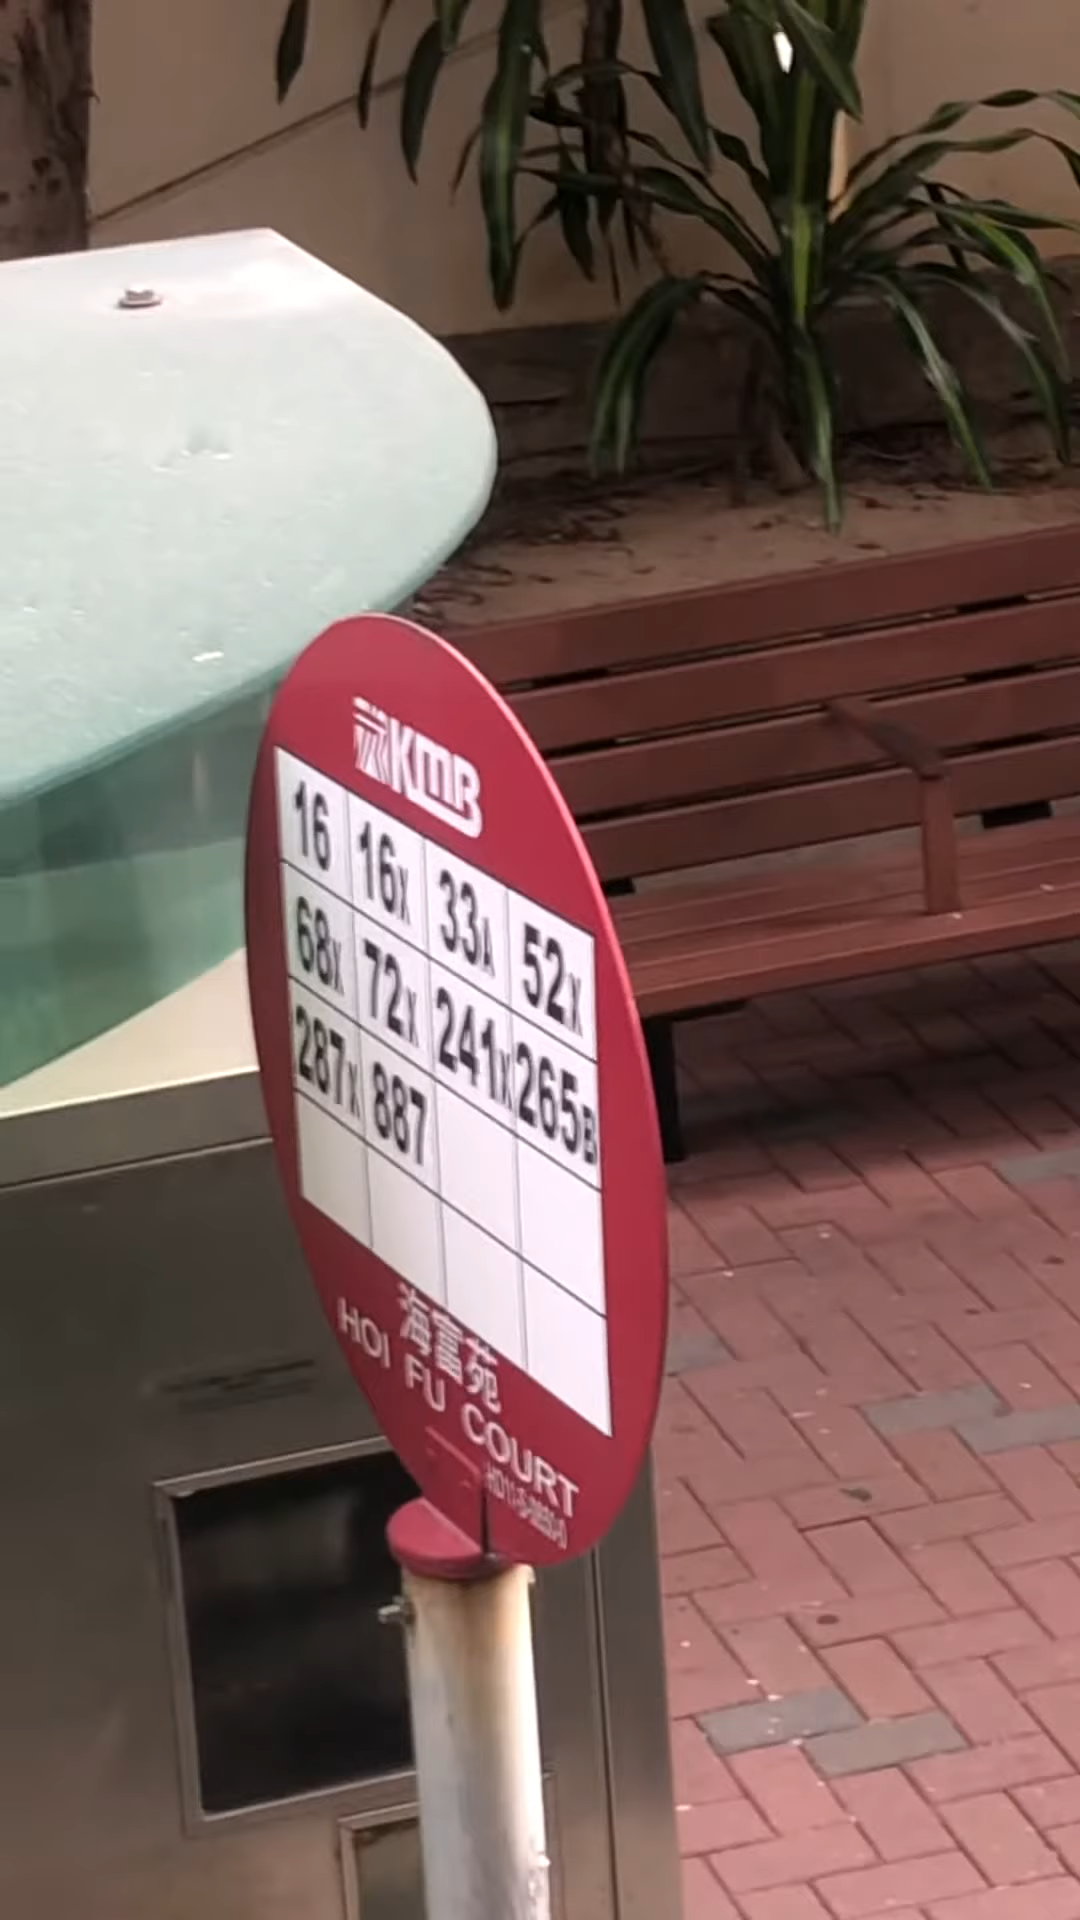 KMB
16 16X 33A 52X
68X 72X 241X 265B
287X 887
海富苑
HOI FU COURT